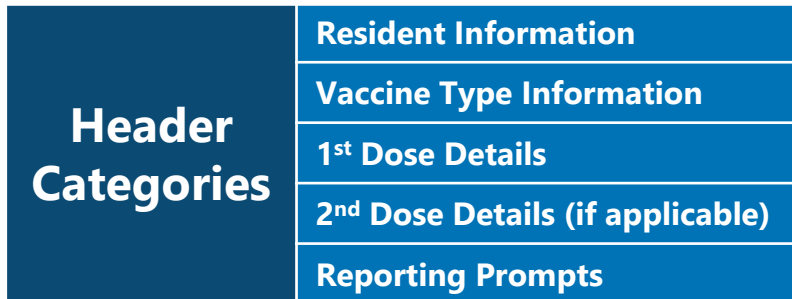 Header
Categories
Resident Information
Vaccine Type Information
1st Dose Details
2nd Dose Details (if applicable)
Reporting Prompts